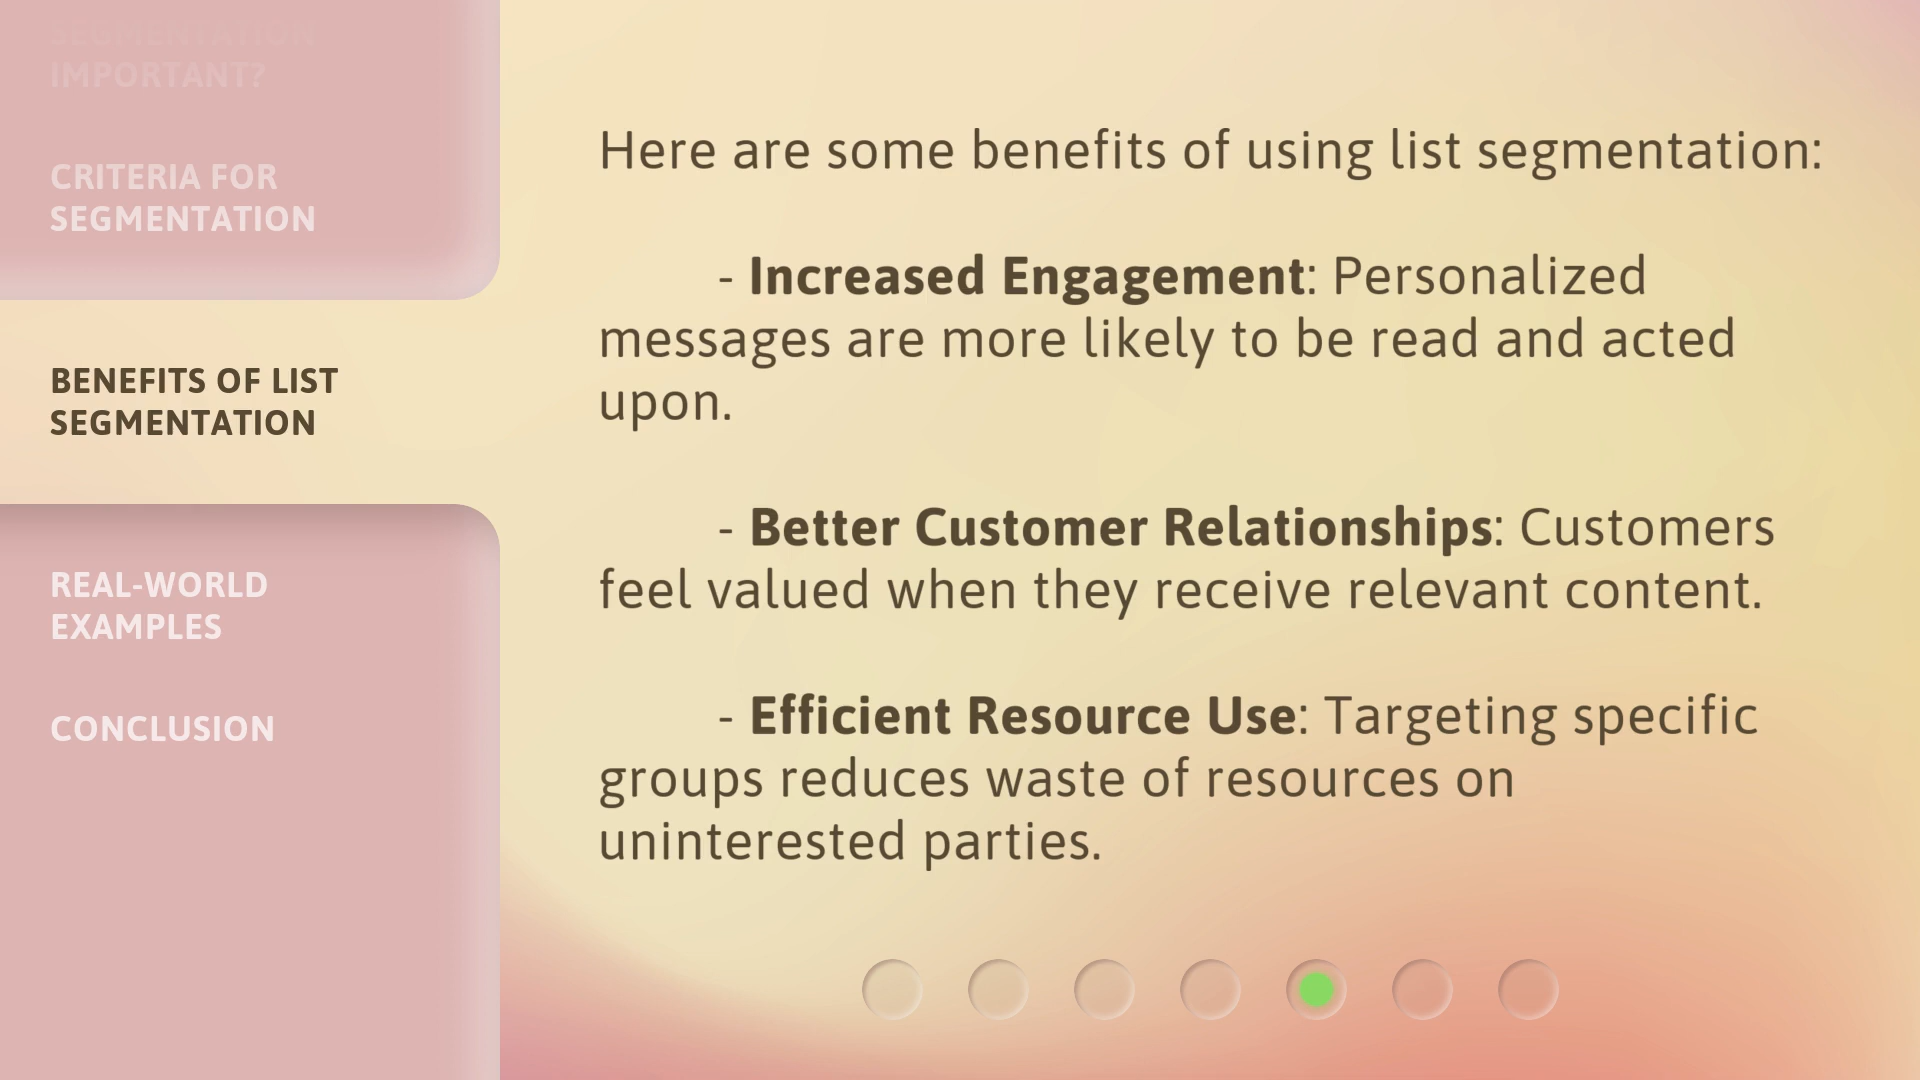 SEGMENTATION
IMPORTANT?
CRITERIA FOR
SEGMENTATION
BENEFITS OF LIST
SEGMENTATION
REAL-WORLD
EXAMPLES
CONCLUSION
Here are some benefits of using list segmentation:
- Increased Engagement: Personalized
messages are more likely to be read and acted
upon.
- Better Customer Relationships: Customers
feel valued when they receive relevant content.
- Efficient Resource Use: Targeting specific
groups reduces waste of resources on
uninterested parties.